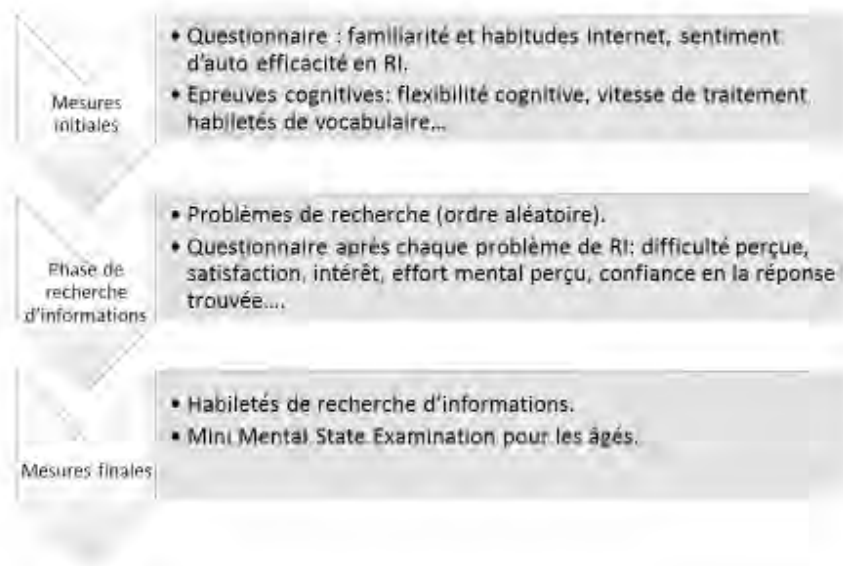 Mesures
initiales
• Questionnaire : familiarité et habitudes Internet, sentiment
d'auto efficacité en RI.
• Epreuves cognitives: flexibilité cognitive, vitesse de traitement
habiletés de vocabulaire...
Phase de
recherche
d'informations
• Problèmes de recherche (ordre aléatoire).
• Questionnaire après chaque problème de RI: difficulté perçue,
satisfaction, intérêt, effort mental perçu, confiance en la réponse
trouvée....
Mesures finales
• Habiletés de recherche d'informations.
• Mini Mental State Examination pour les âgés.